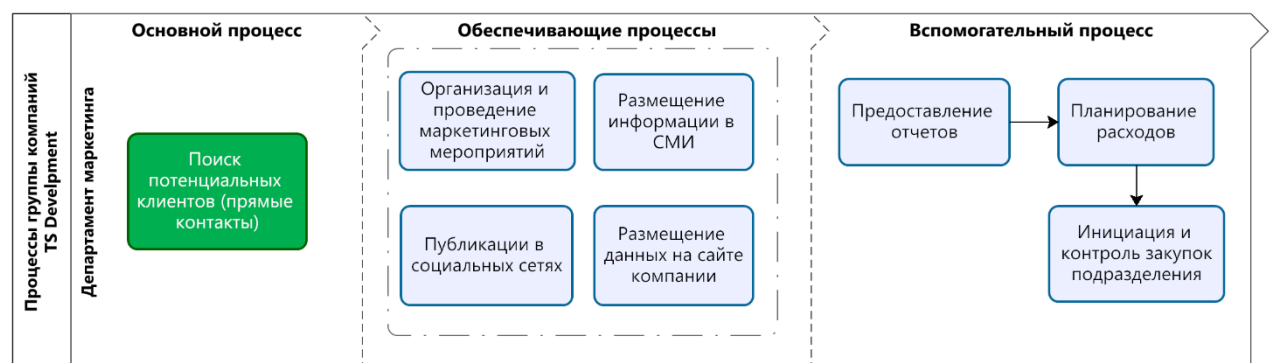 Процессы группы компаний
TS Develpment
Департамент маркетинга
Основной процесс
Поиск
потенциальных
клиентов (прямые
контакты)
Обеспечивающие процессы
Организация и
проведение
маркетинговых
мероприятий
Размещение
информации в
СМИ
Публикации в
социальных сетях
Размещение
данных на сайте
компании
Вспомогательный процесс
Предоставление
отчетов
Планирование
расходов
Инициация и
контроль закупок
подразделения